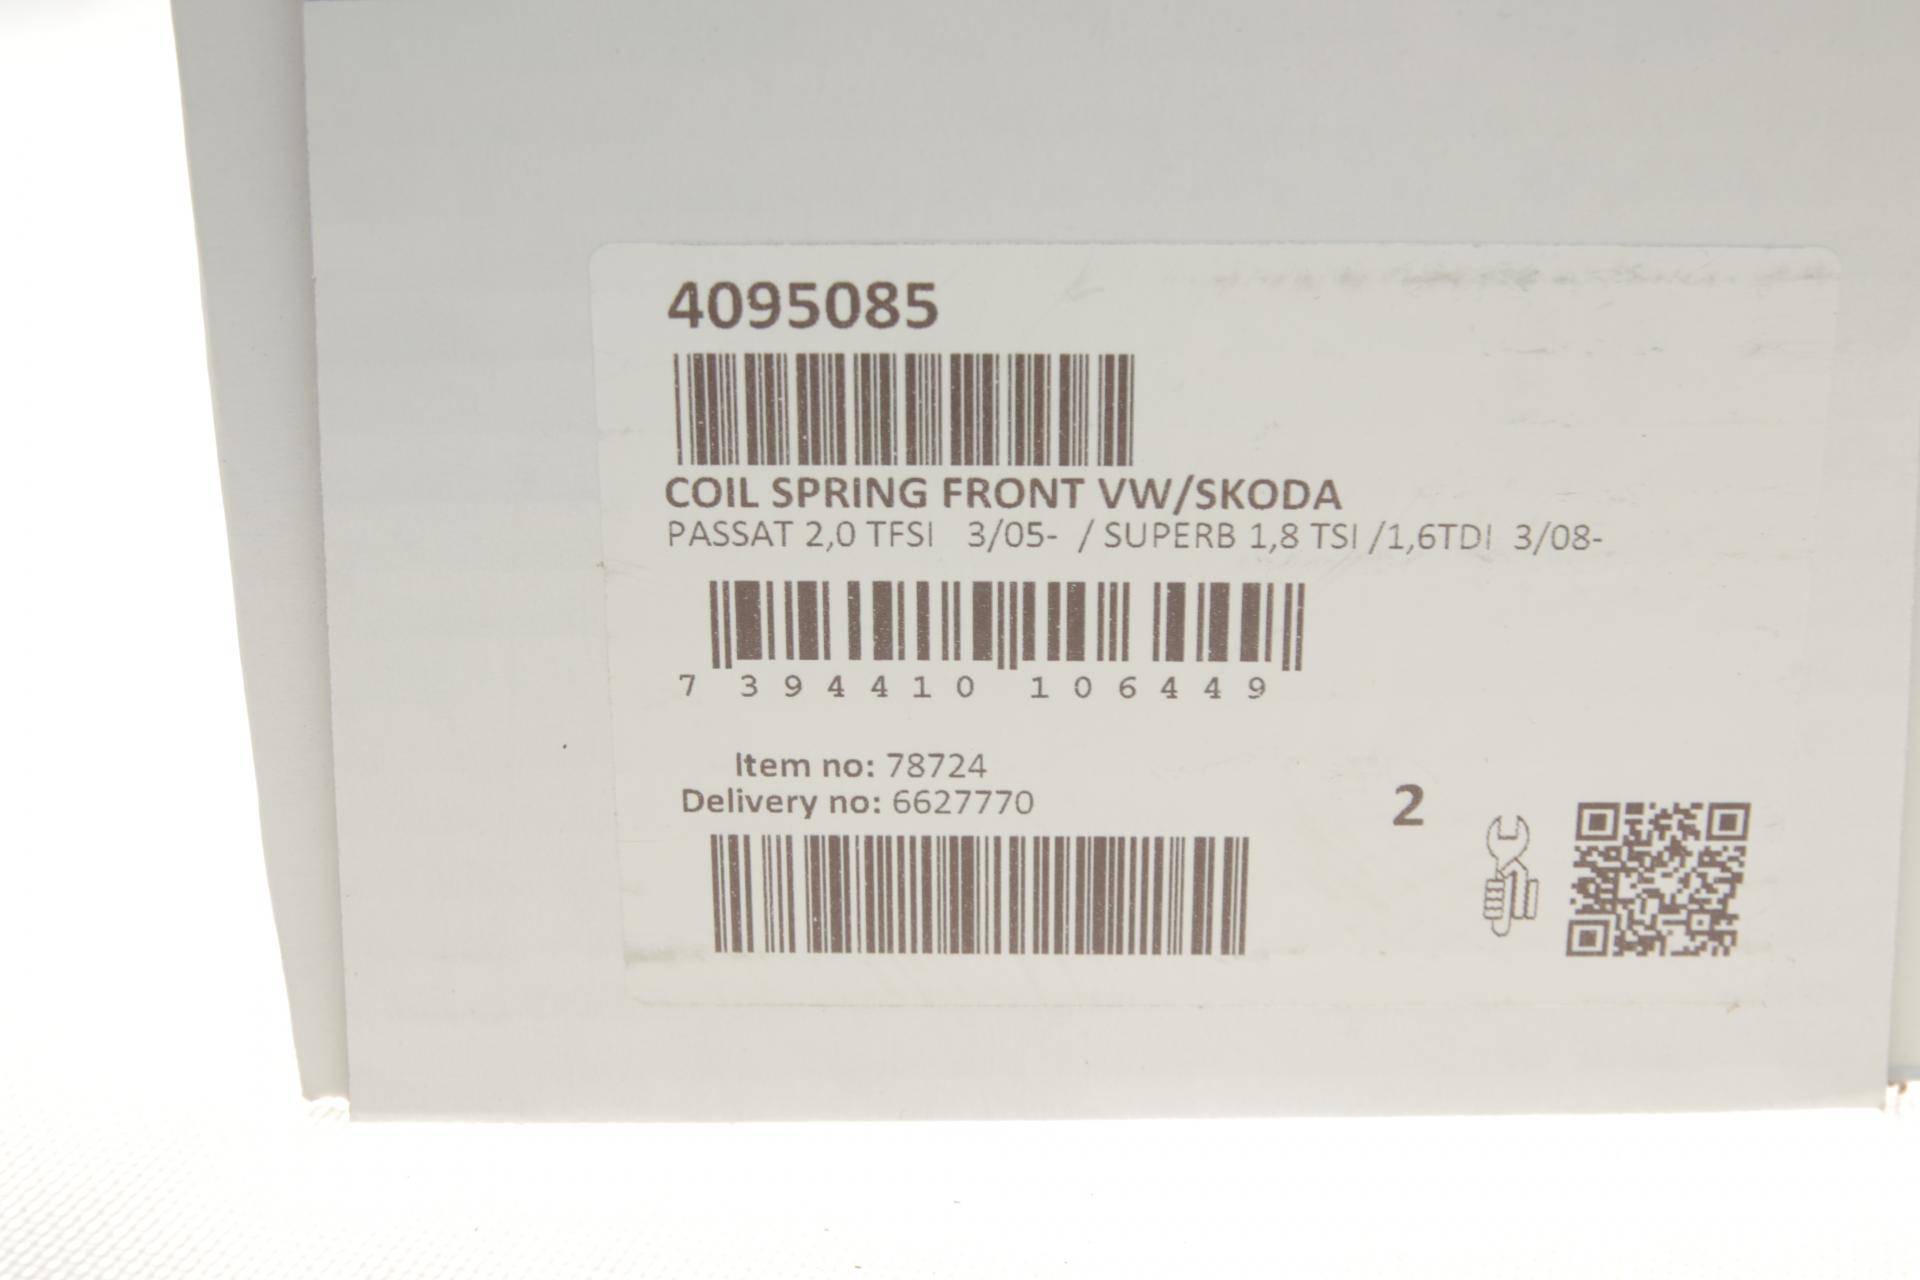 4095085
COIL SPRING FRONT VW/SKODA
PASSAT 2,0 TFSI 3/05- / SUPERB 1,8 TSI /1,6TDI 3/08-
7 394410 106449
Item no: 78724
Delivery no: 6627770
2